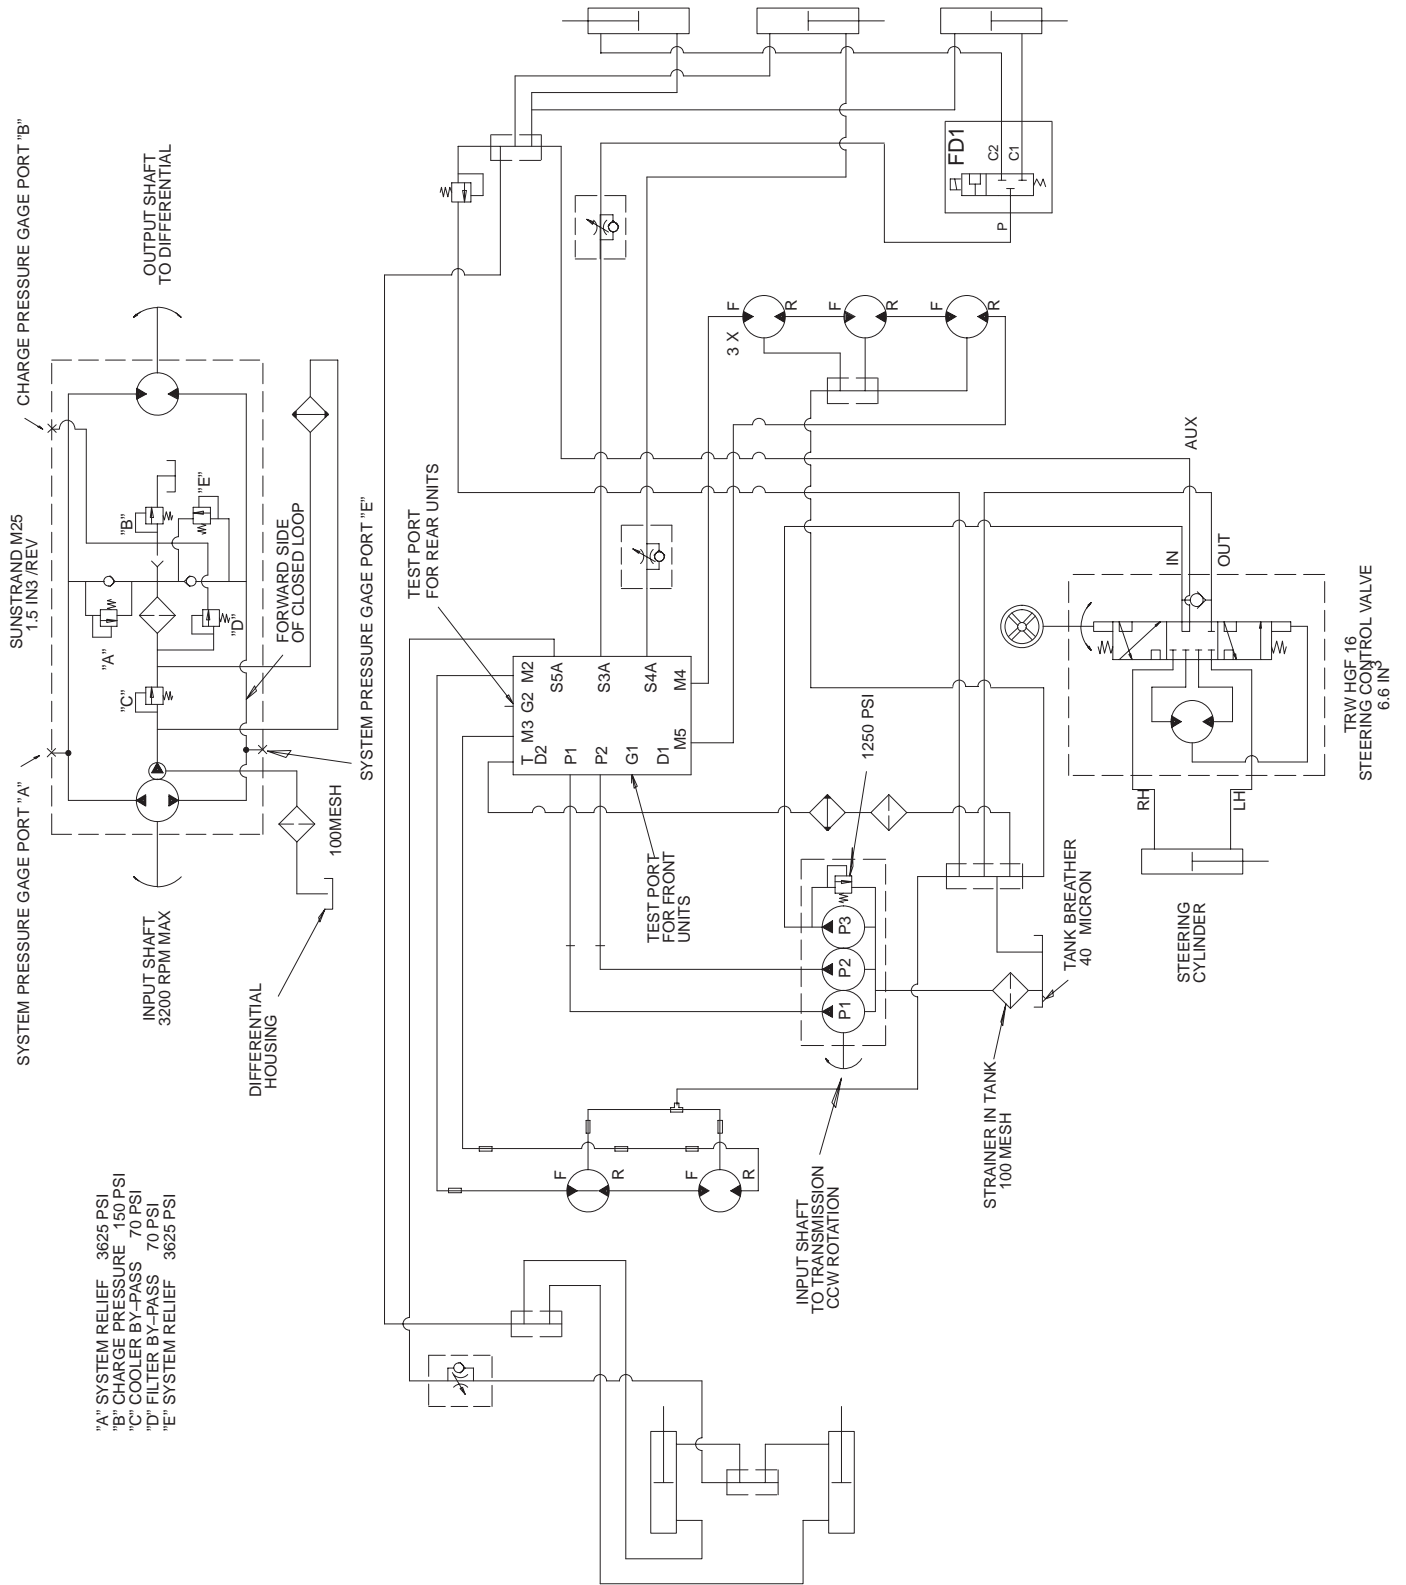 SYSTEM PRESSURE GAGE PORT "A"
SUNSTRAND M25
1.5 IN3 /REV
CHARGE PRESSURE GAGE PORT "B"
INPUT SHAFT
3200 RPM MAX
OUTPUT SHAFT
TO DIFFERENTIAL
"C"
"A"
"B"
"D"
"E"
FORWARD SIDE
OF CLOSED LOOP
DIFFERENTIAL
HOUSING
100MESH
SYSTEM PRESSURE GAGE PORT "E"
"A" SYSTEM RELIEF 3625 PSI
"B" CHARGE PRESSURE 150 PSI
"C" COOLER BY–PASS 70 PSI
"D" FILTER BY–PASS 70 PSI
"E" SYSTEM RELIEF 3625 PSI
TEST PORT
FOR REAR UNITS
T M3 G2 M2
D2
S5A
P1
P2
S3A
G1
S4A
D1
M5
M4
TEST PORT
FOR FRONT
UNITS
3 X
F
R
F
R
F
R
F
R
F
R
FD1
C2
C1
P
P1
P2
P3
1250 PSI
INPUT SHAFT
TO TRANSMISSION
CCW ROTATION
STRAINER IN TANK
100 MESH
TANK BREATHER
40 MICRON
STEERING
CYLINDER
RH
LH
IN
OUT
AUX
TRW HGF 16
STEERING CONTROL VALVE
6.6 IN3